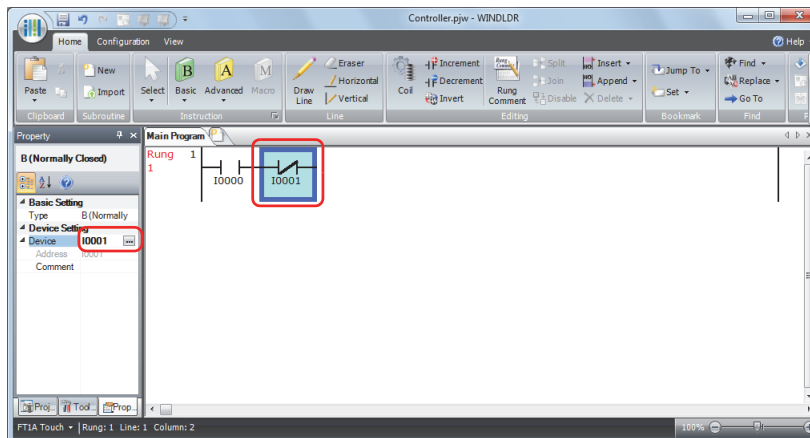 Controller.pjw - WINDLDR
Home Configuration View Help
New Eraser Increment Split Insert Find
Horizontal Decrement Join Append Jump To Replace
Paste Import Select Basic Advanced Macro Draw Line Vertical Coil Invert Rung Comment Disable Delete Set Go To
Clipboard Subroutine Instruction Line Editing Bookmark Find F
Property Main Program
B (Normally Closed)
Rung 1
1
I0000 I0001
Basic Setting
Type B (Normally
Device Setting
Device I0001 ...
Address I0001
Comment
Proj... Tool... Prop...
FT1A Touch Rung: 1 Line: 1 Column: 2 100%